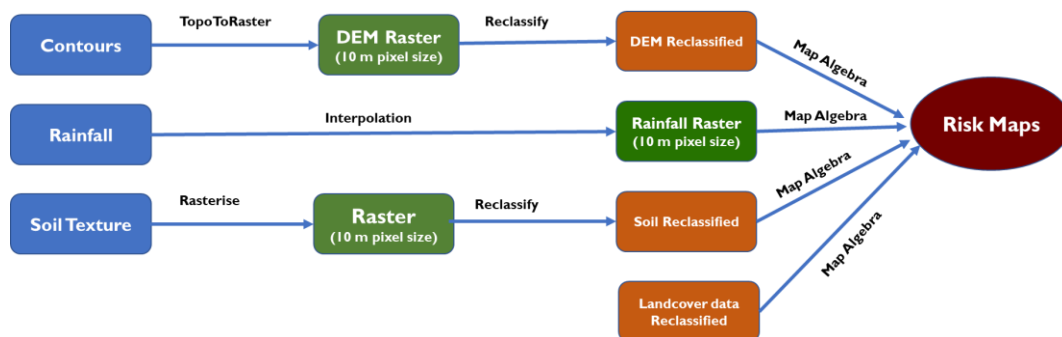 TopoToRaster
Reclassify
Contours
DEM Raster
(10 m pixel size)
DEM Reclassified
Map Algebra
Rainfall
Interpolation
Rainfall Raster
(10 m pixel size)
Map Algebra
Risk Maps
Soil Texture
Rasterise
Raster
(10 m pixel size)
Reclassify
Soil Reclassified
Map Algebra
Landcover data
Reclassified
Map Algebra